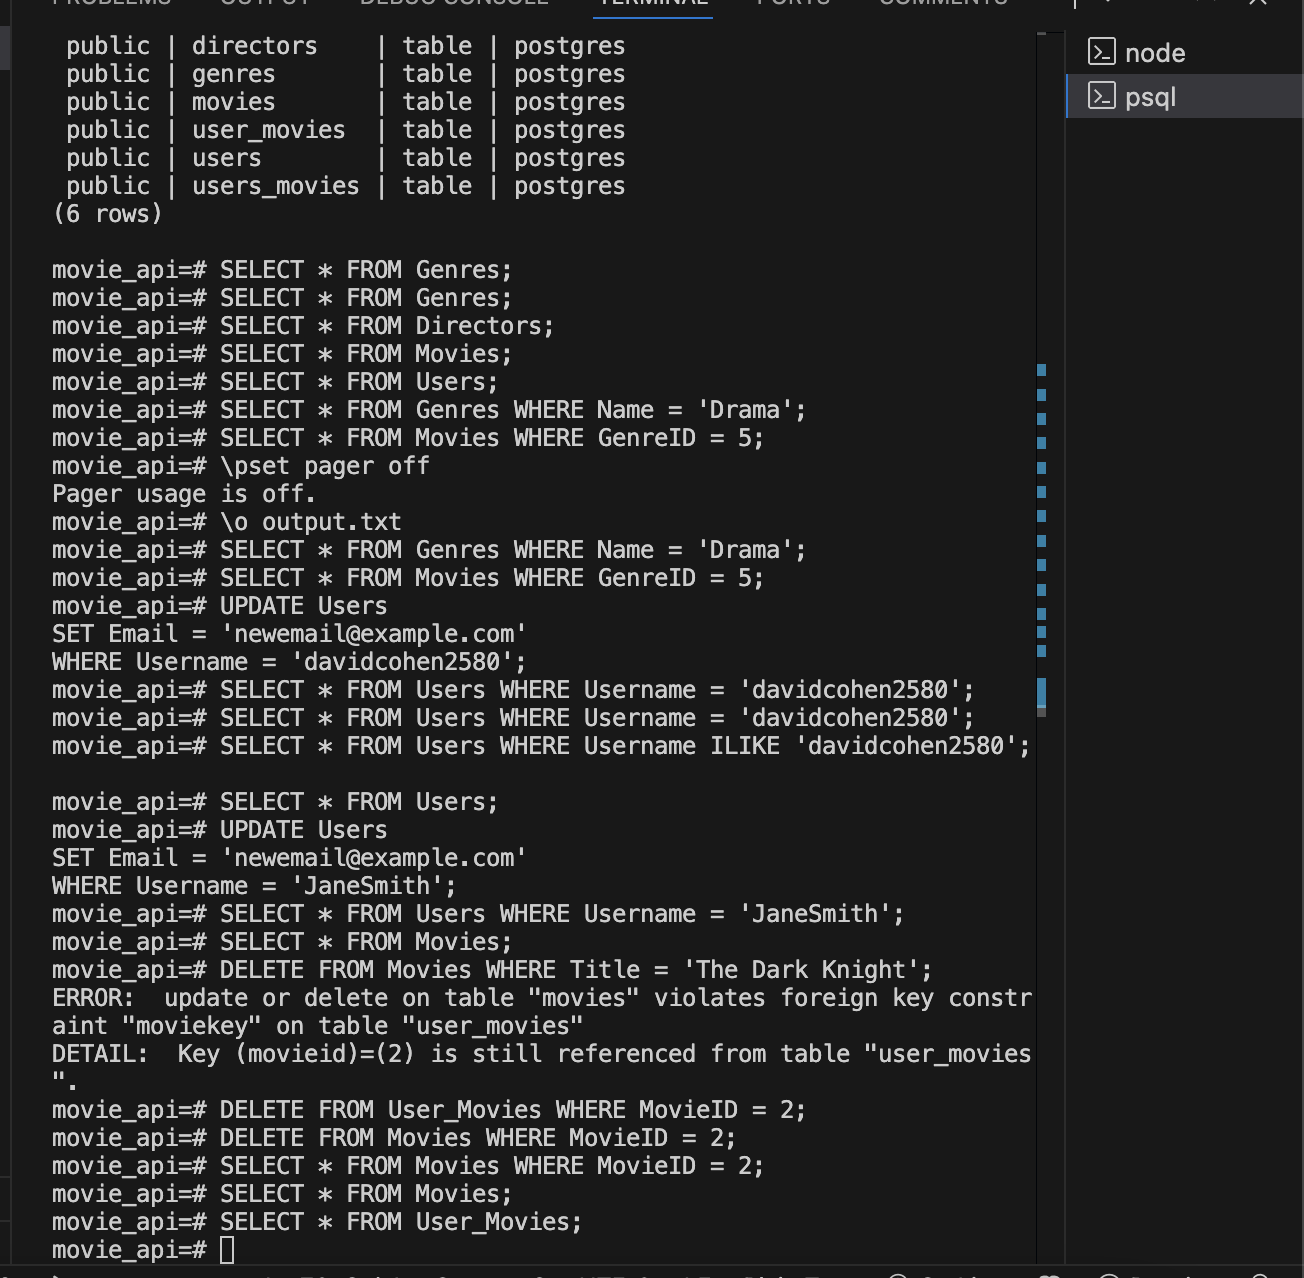 PROBLEMS OUTPUT DEBUG CONSOLE TERMINAL PORTS COMMENTS
public | directors | table | postgres
public | genres | table | postgres
public | movies | table | postgres
public | user_movies | table | postgres
public | users | table | postgres
public | users_movies | table | postgres
(6 rows)
movie_api=# SELECT * FROM Genres;
movie_api=# SELECT * FROM Genres;
movie_api=# SELECT * FROM Directors;
movie_api=# SELECT * FROM Movies;
movie_api=# SELECT * FROM Users;
movie_api=# SELECT * FROM Genres WHERE Name = 'Drama';
movie_api=# SELECT * FROM Movies WHERE GenreID = 5;
movie_api=# \pset pager off
Pager usage is off.
movie_api=# \o output.txt
movie_api=# SELECT * FROM Genres WHERE Name = 'Drama';
movie_api=# SELECT * FROM Movies WHERE GenreID = 5;
movie_api=# UPDATE Users
SET Email = 'newemail@example.com'
WHERE Username = 'davidcohen2580';
movie_api=# SELECT * FROM Users WHERE Username = 'davidcohen2580';
movie_api=# SELECT * FROM Users WHERE Username = 'davidcohen2580';
movie_api=# SELECT * FROM Users WHERE Username ILIKE 'davidcohen2580';
movie_api=# SELECT * FROM Users;
movie_api=# UPDATE Users
SET Email = 'newemail@example.com'
WHERE Username = 'JaneSmith';
movie_api=# SELECT * FROM Users WHERE Username = 'JaneSmith';
movie_api=# SELECT * FROM Movies;
movie_api=# DELETE FROM Movies WHERE Title = 'The Dark Knight';
ERROR:  update or delete on table "movies" violates foreign key constr
aint "moviekey" on table "user_movies"
DETAIL:  Key (movieid)=(2) is still referenced from table "user_movies
".
movie_api=# DELETE FROM User_Movies WHERE MovieID = 2;
movie_api=# DELETE FROM Movies WHERE MovieID = 2;
movie_api=# SELECT * FROM Movies WHERE MovieID = 2;
movie_api=# SELECT * FROM Movies;
movie_api=# SELECT * FROM User_Movies;
movie_api=#
node
psql